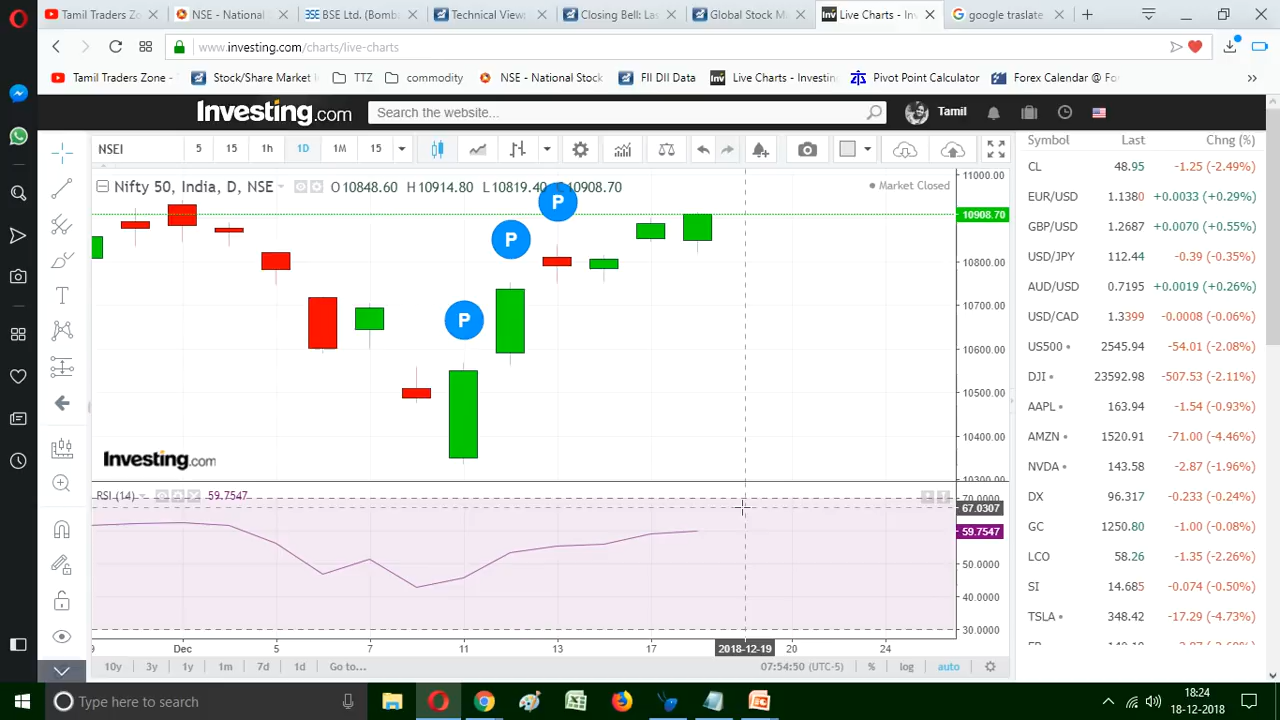 Tamil Traders Zone
NSE - National
BSE Ltd. (Bomb
Technical View:
Closing Bell: La
Global Stock M
Live Charts - Inv
google traslate
www.investing.com/charts/live-charts
Tamil Traders Zone -
Stock/Share Market
TTZ
commodity
NSE - National Stock
FII DII Data
Live Charts - Investin
Pivot Point Calculator
Forex Calendar @ Fo
Investing.com
Search the website...
Tamil
NSEI
5
15
1h
1D
1M
15
Nifty 50, India, D, NSE
O10848.60 H10914.80 L10819.40 C10908.70
Market Closed
11000.00
10908.70
10800.00
10700.00
10600.00
10500.00
10400.00
10300.00
P
P
P
Investing.com
RSI (14)
59.7547
70.0000
67.0307
59.7547
50.0000
40.0000
30.0000
Dec
5
7
11
13
17
2018-12-19
20
24
10y
3y
1y
1m
7d
1d
Go to...
07:54:50 (UTC-5)
%
log
auto
Symbol Last Chng (%)
CL 48.95 -1.25 (-2.49%)
EUR/USD 1.1380 +0.0033 (+0.29%)
GBP/USD 1.2687 +0.0070 (+0.55%)
USD/JPY 112.44 -0.39 (-0.35%)
AUD/USD 0.7195 +0.0019 (+0.26%)
USD/CAD 1.3399 -0.0008 (-0.06%)
US500 2545.94 -54.01 (-2.08%)
DJI 23592.98 -507.53 (-2.11%)
AAPL 163.94 -1.54 (-0.93%)
AMZN 1520.91 -71.00 (-4.46%)
NVDA 143.58 -2.87 (-1.96%)
DX 96.317 -0.233 (-0.24%)
GC 1250.80 -1.00 (-0.08%)
LCO 58.26 -1.35 (-2.26%)
SI 14.685 -0.074 (-0.50%)
TSLA 348.42 -17.29 (-4.73%)
Type here to search
18:24
18-12-2018